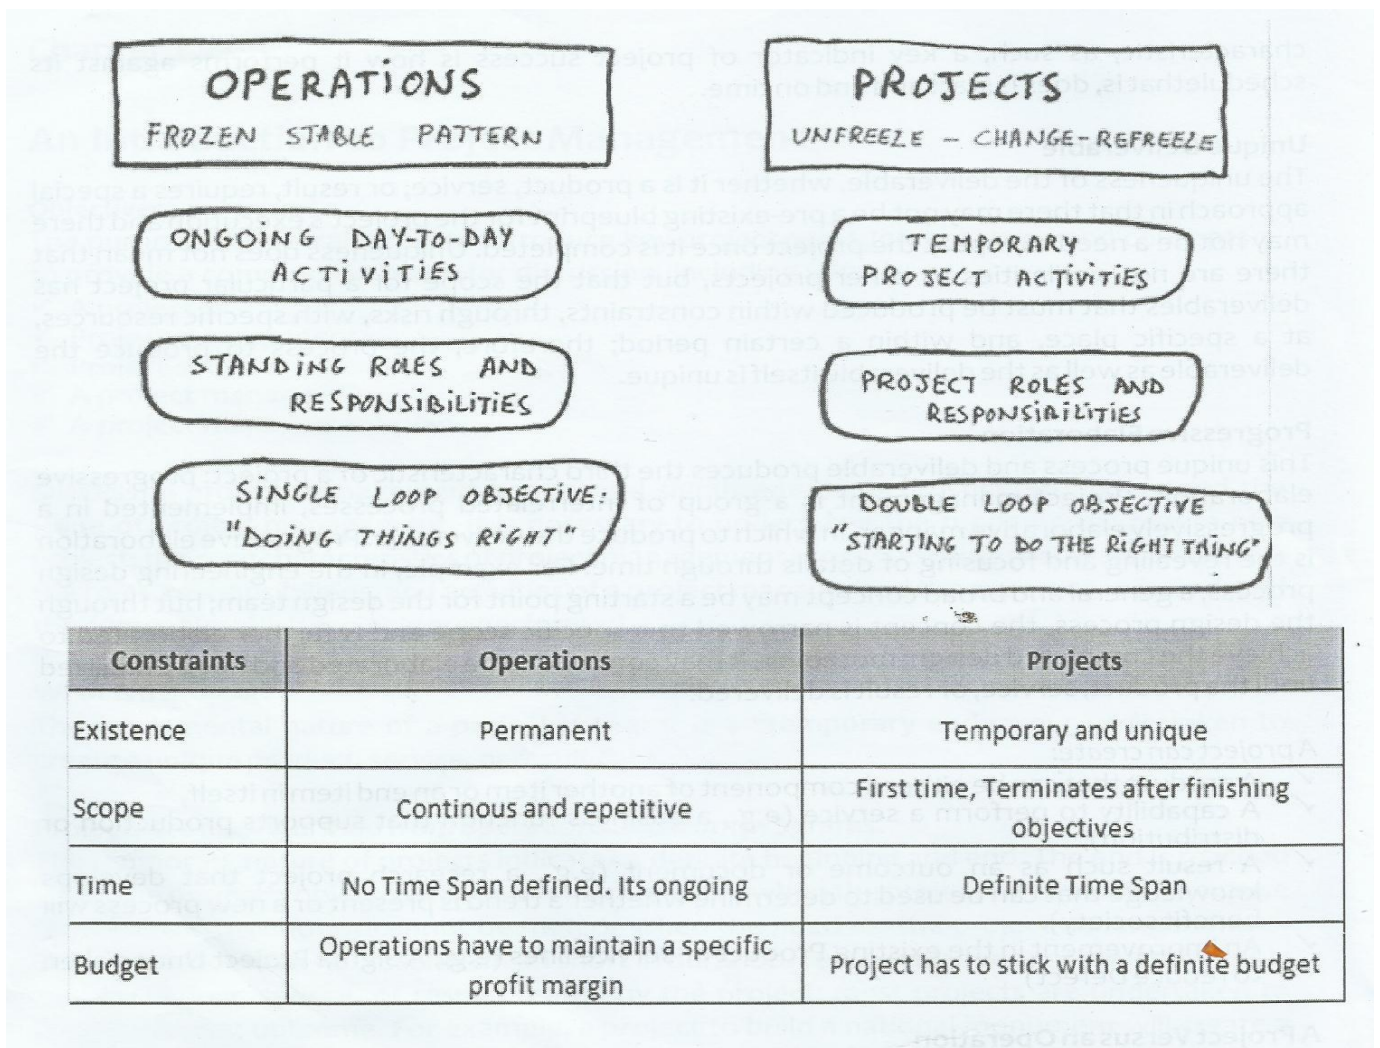 OPERATIONS
FROZEN STABLE PATTERN
ONGOING DAY-TO-DAY
ACTIVITIES
STANDING ROLES AND
RESPONSIBILITIES
SINGLE LOOP OBJECTIVE:
"DOING THINGS RIGHT"
PROJECTS
UNFREEZE - CHANGE-REFREEZE
TEMPORARY
PROJECT ACTIVITIES
PROJECT ROLES AND
RESPONSIBILITIES
DOUBLE LOOP OBJECTIVE
"STARTING TO DO THE RIGHT THING"
Constraints Operations Projects
Existence Permanent Temporary and unique
Scope Continous and repetitive First time, Terminates after finishing
objectives
Time No Time Span defined. Its ongoing Definite Time Span
Budget Operations have to maintain a specific
profit margin Project has to stick with a definite budget